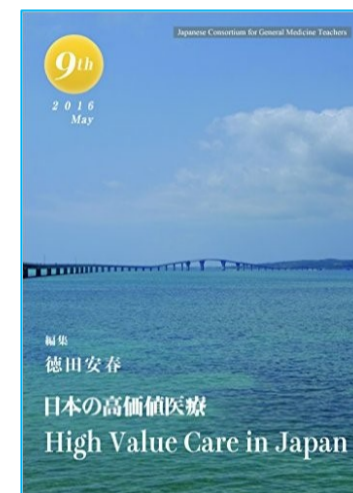 Japanese Consortium for General Medicine Teachers
9th
2016
May
編集
徳田安春
日本の高価値医療
High Value Care in Japan